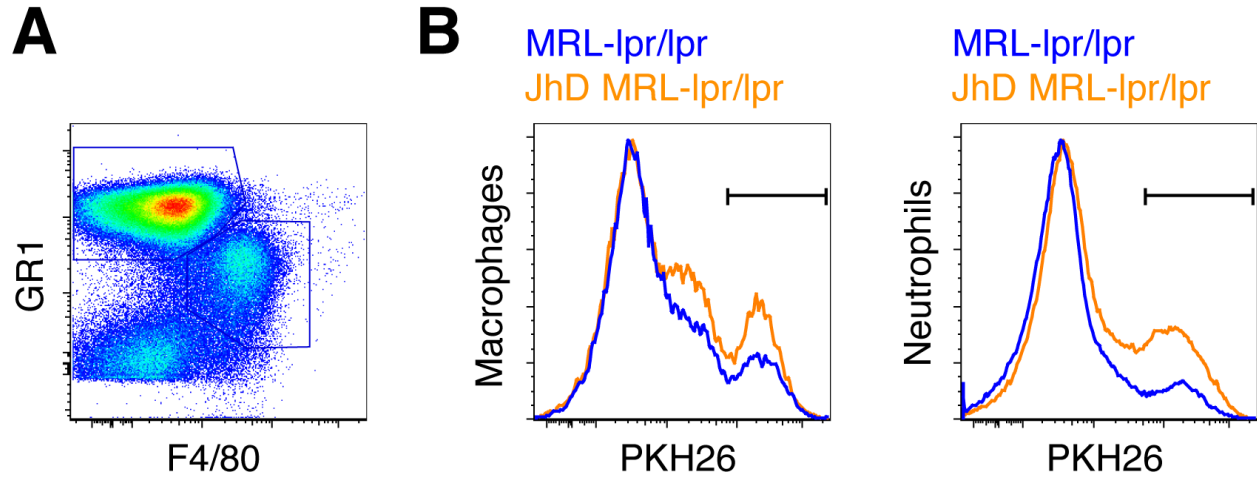 A
GR1
F4/80
B
MRL-lpr/lpr
JhD MRL-lpr/lpr
Macrophages
PKH26
MRL-lpr/lpr
JhD MRL-lpr/lpr
Neutrophils
PKH26